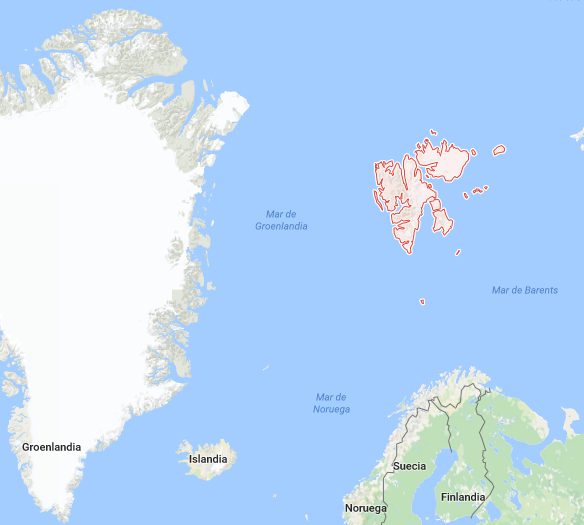 Mar de
Groenlandia
Mar de Barents
Mar de
Noruega
Groenlandia
Islandia
Suecia
Finlandia
Noruega